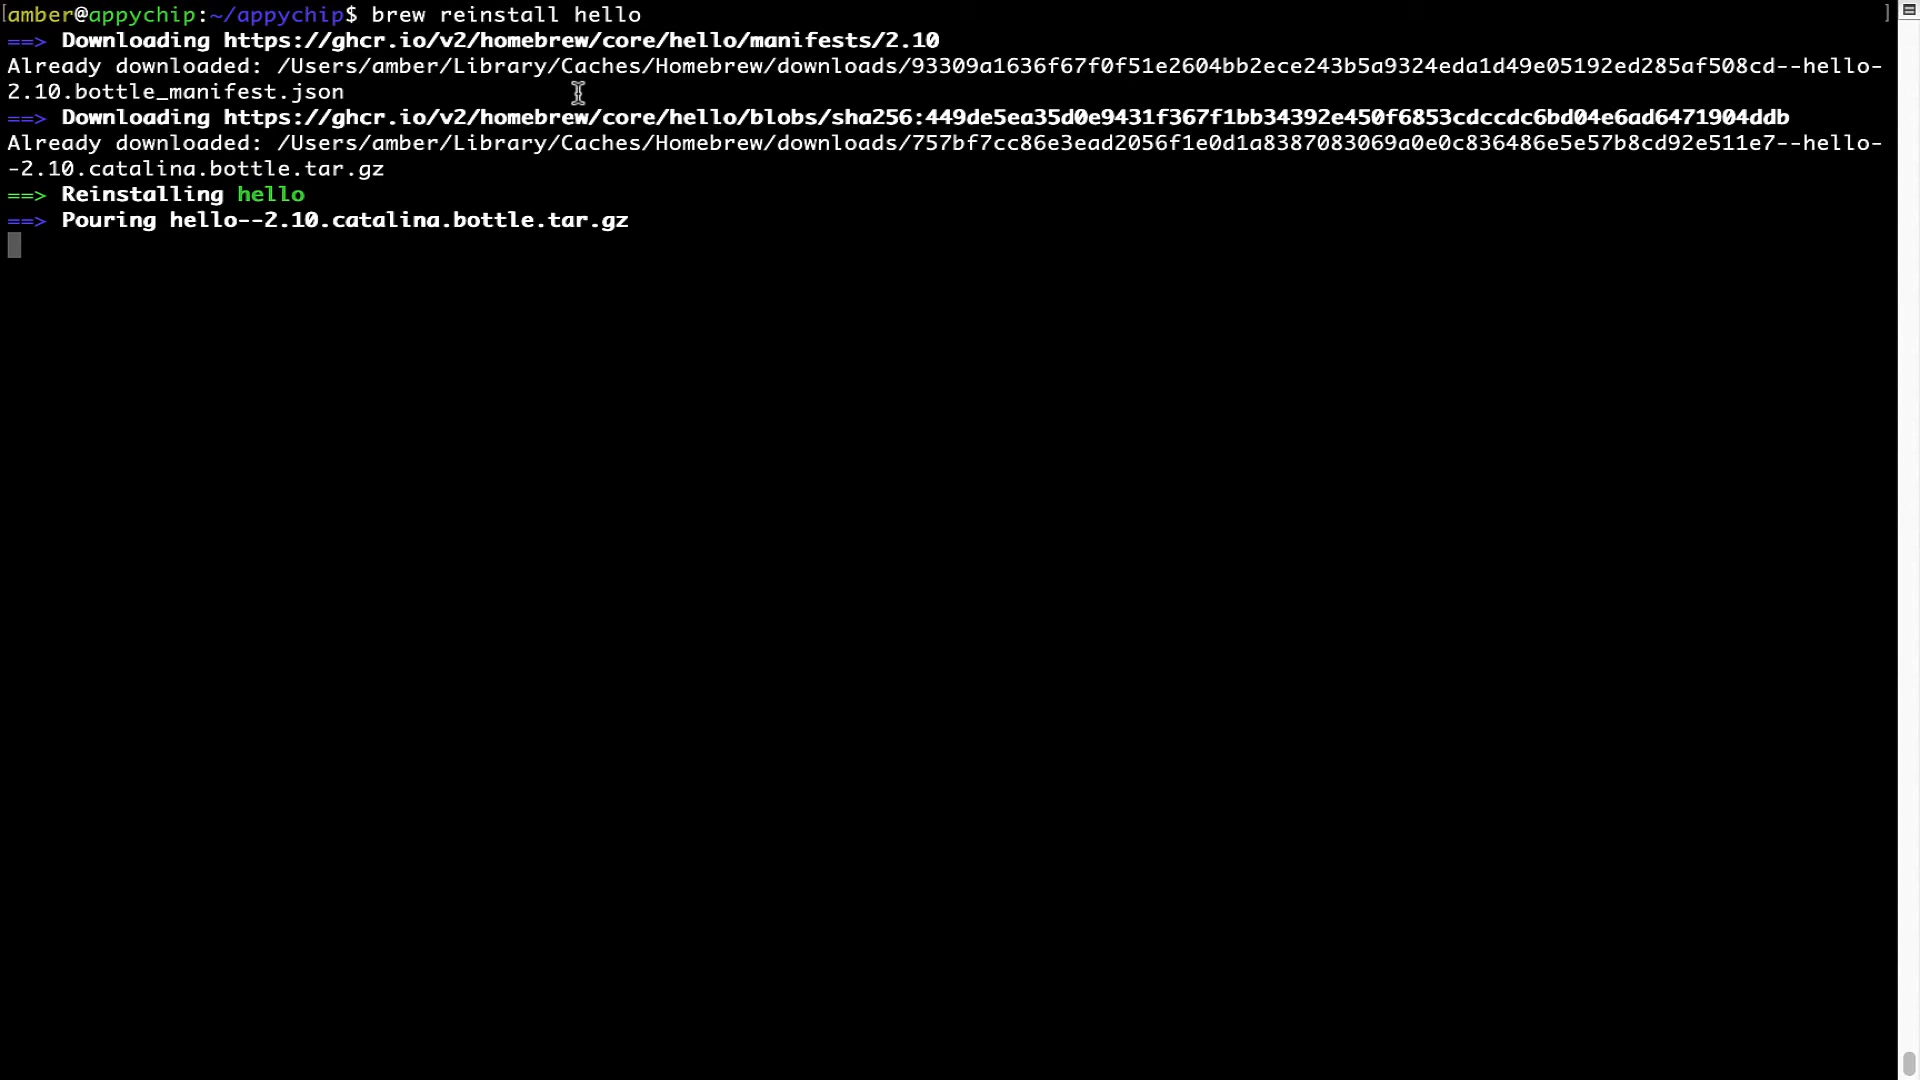 [amber@appychip:~/appychip$ brew reinstall hello ]
==> Downloading https://ghcr.io/v2/homebrew/core/hello/manifests/2.10
Already downloaded: /Users/amber/Library/Caches/Homebrew/downloads/93309a1636f67f0f51e2604bb2ece243b5a9324eda1d49e05192ed285af508cd--hello-
2.10.bottle_manifest.json
==> Downloading https://ghcr.io/v2/homebrew/core/hello/blobs/sha256:449de5ea35d0e9431f367f1bb34392e450f6853cdccdc6bd04e6ad6471904ddb
Already downloaded: /Users/amber/Library/Caches/Homebrew/downloads/757bf7cc86e3ead2056f1e0d1a8387083069a0e0c836486e5e57b8cd92e511e7--hello-
-2.10.catalina.bottle.tar.gz
==> Reinstalling hello
==> Pouring hello--2.10.catalina.bottle.tar.gz